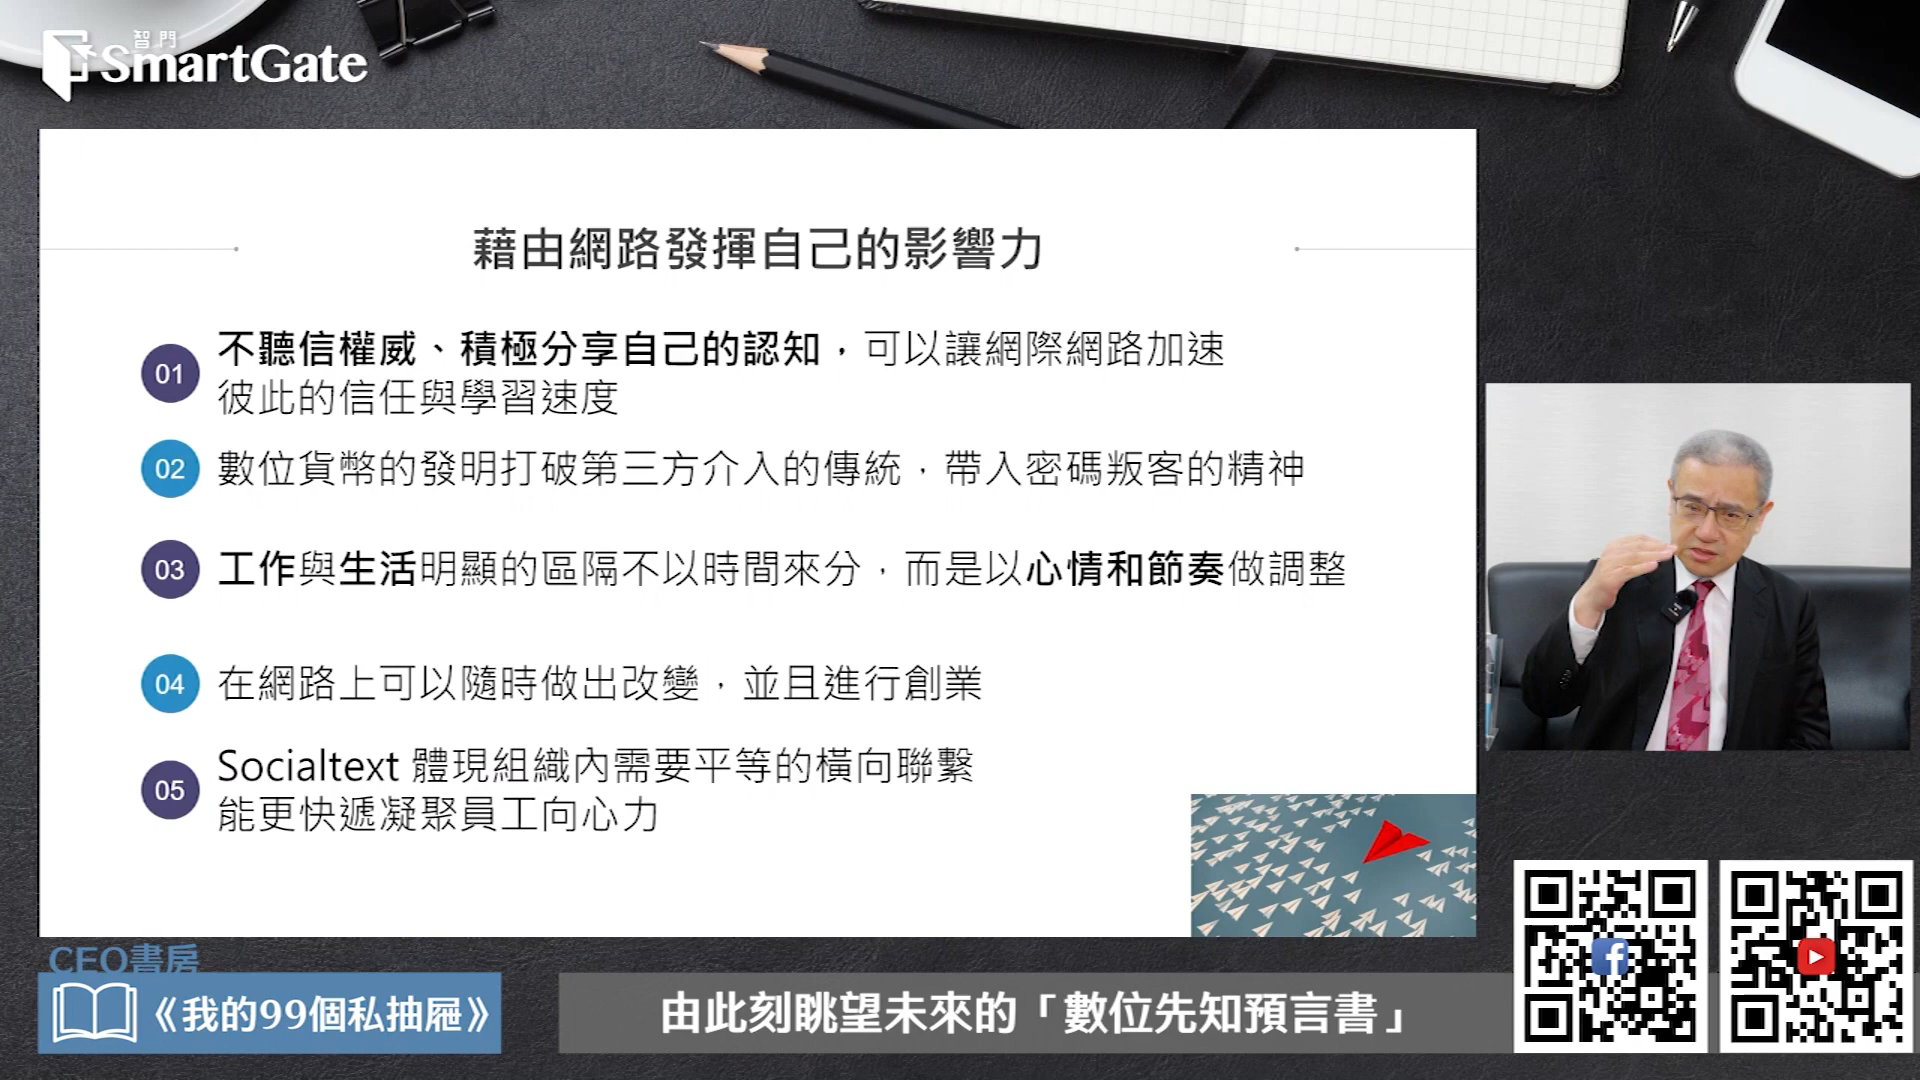 智門
SmartGate
藉由網路發揮自己的影響力
01
不聽信權威、積極分享自己的認知，可以讓網際網路加速
彼此的信任與學習速度
02
數位貨幣的發明打破第三方介入的傳統，帶入密碼叛客的精神
03
工作與生活明顯的區隔不以時間來分，而是以心情和節奏做調整
04
在網路上可以隨時做出改變，並且進行創業
05
Socialtext 體現組織內需要平等的橫向聯繫
能更快遞凝聚員工向心力
CEO書房
《我的99個私抽屜》
由此刻眺望未來的「數位先知預言書」